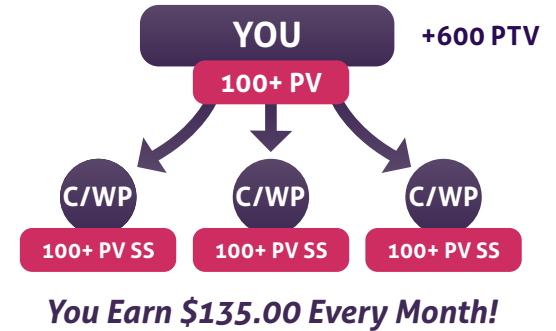 YOU
+600 PTV
100+ PV
C/WP
C/WP
C/WP
100+ PV SS
100+ PV SS
100+ PV SS
You Earn $135.00 Every Month!